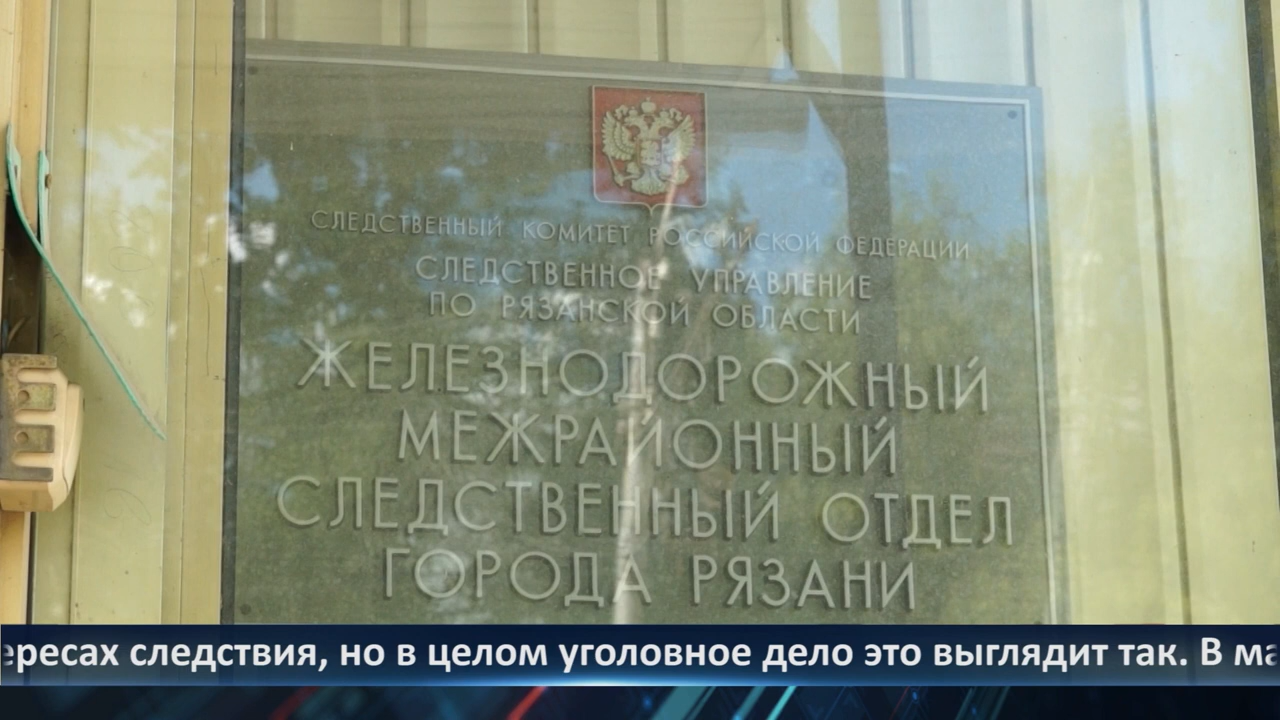 СЛЕДСТВЕННЫЙ КОМИТЕТ РОССИЙСКОЙ ФЕДЕРАЦИИ
СЛЕДСТВЕННОЕ УПРАВЛЕНИЕ
ПО РЯЗАНСКОЙ ОБЛАСТИ
ЖЕЛЕЗНОДОРОЖНЫЙ
МЕЖРАЙОННЫЙ
СЛЕДСТВЕННЫЙ ОТДЕЛ
ГОРОДА РЯЗАНИ
ересах следствия, но в целом уголовное дело это выглядит так. В ма